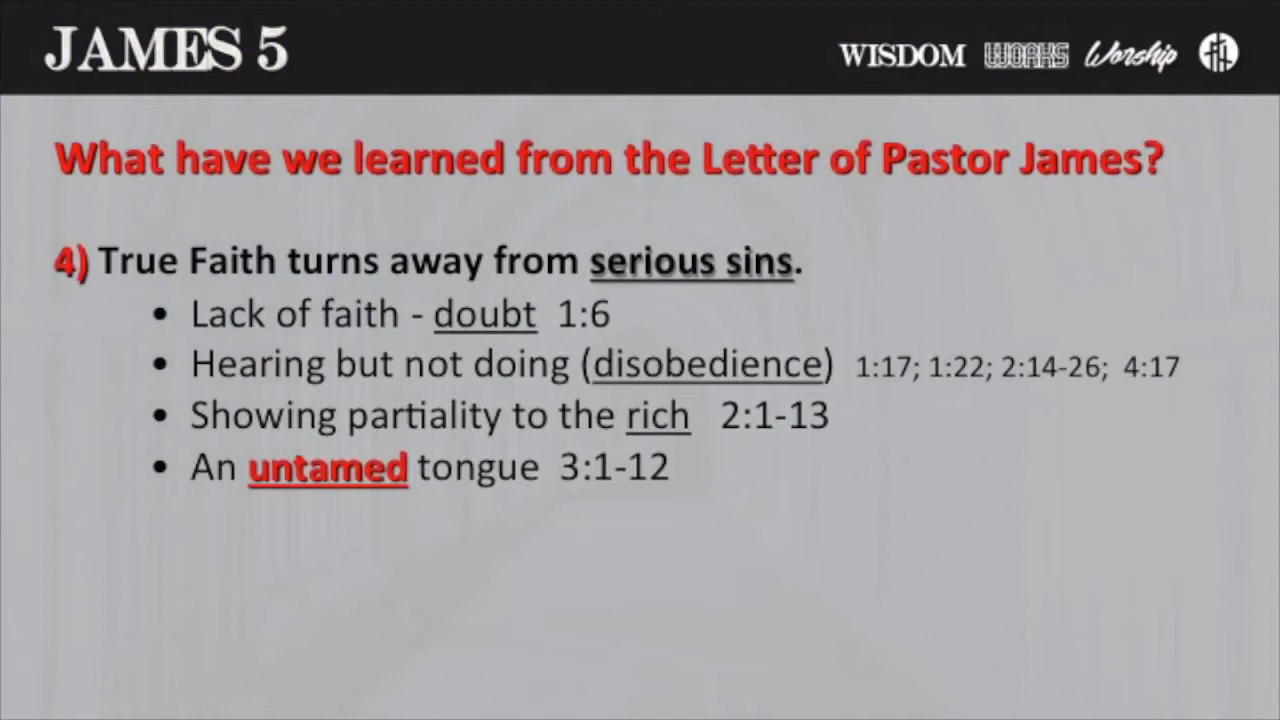 JAMES 5
WISDOM WORKS Worship
What have we learned from the Letter of Pastor James?
4) True Faith turns away from serious sins.
• Lack of faith - doubt 1:6
• Hearing but not doing (disobedience) 1:17; 1:22; 2:14-26; 4:17
• Showing partiality to the rich 2:1-13
• An untamed tongue 3:1-12